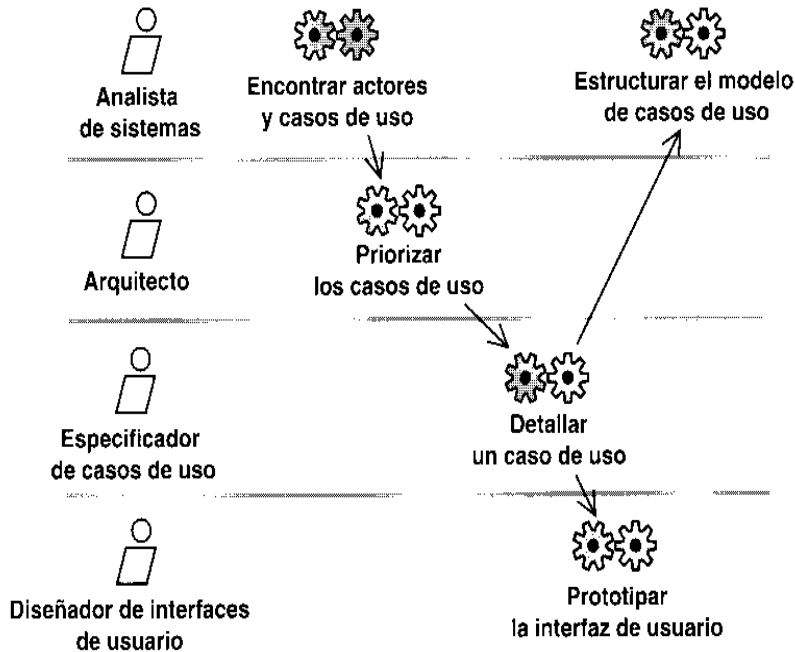 Analista
de sistemas
Encontrar actores
y casos de uso
Estructurar el modelo
de casos de uso
Arquitecto
Priorizar
los casos de uso
Especificador
de casos de uso
Detallar
un caso de uso
Diseñador de interfaces
de usuario
Prototipar
la interfaz de usuario